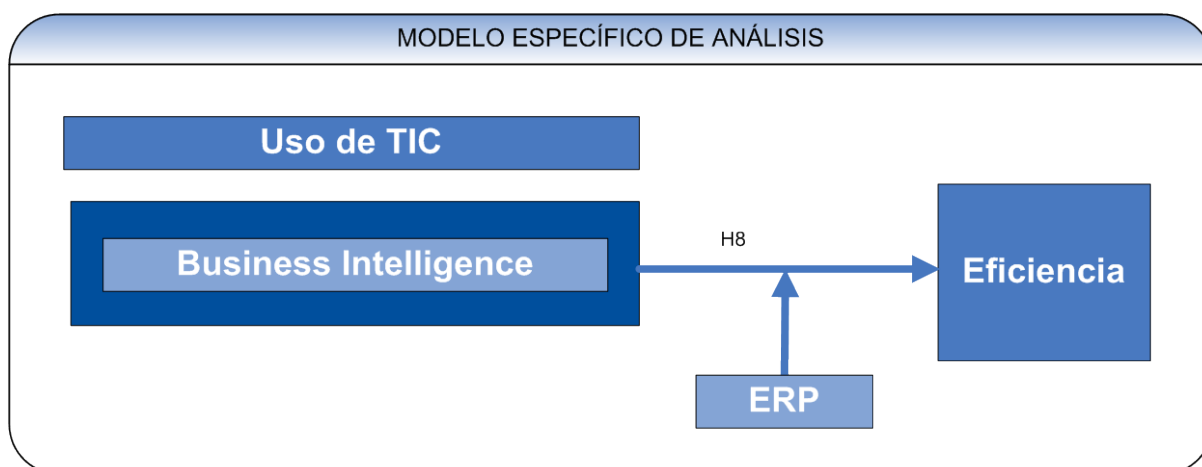 MODELO ESPECÍFICO DE ANÁLISIS
Uso de TIC
Business Intelligence
H8
Eficiencia
ERP